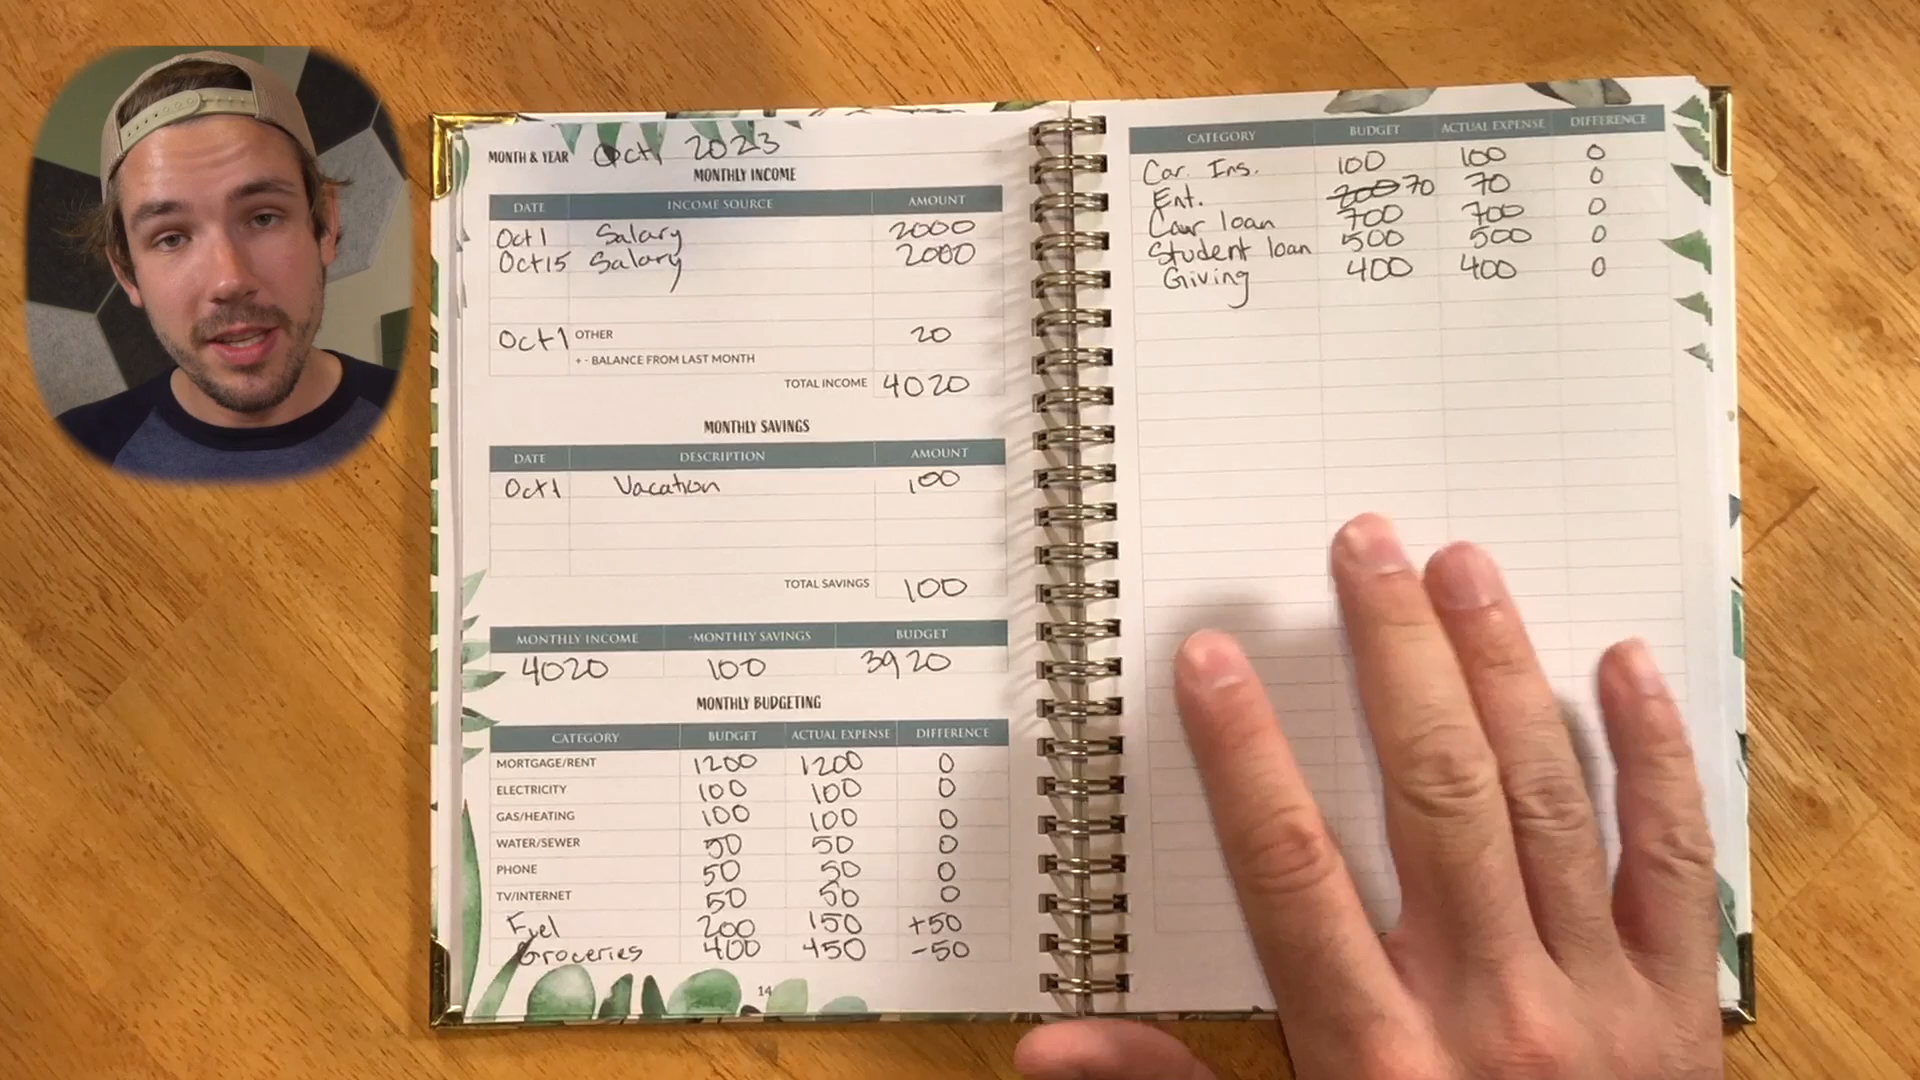 MONTH & YEAR Oct, 2023
MONTHLY INCOME
DATE INCOME SOURCE AMOUNT
Oct 1 Salary 2000
Oct 15 Salary 2000
Oct 1 OTHER 20
+ - BALANCE FROM LAST MONTH
TOTAL INCOME 4020
MONTHLY SAVINGS
DATE DESCRIPTION AMOUNT
Oct 1 Vacation 100
TOTAL SAVINGS 100
MONTHLY INCOME -MONTHLY SAVINGS BUDGET
4020 100 3920
MONTHLY BUDGETING
CATEGORY BUDGET ACTUAL EXPENSE DIFFERENCE
MORTGAGE/RENT 1200 1200 0
ELECTRICITY 100 100 0
GAS/HEATING 100 100 0
WATER/SEWER 50 50 0
PHONE 50 50 0
TV/INTERNET 50 50 0
Fuel 200 150 +50
Groceries 400 450 -50
14
CATEGORY BUDGET ACTUAL EXPENSE DIFFERENCE
Car. Ins. 100 100 0
Ent. 200 70 70 0
Car loan 700 700 0
Student loan 500 500 0
Giving 400 400 0